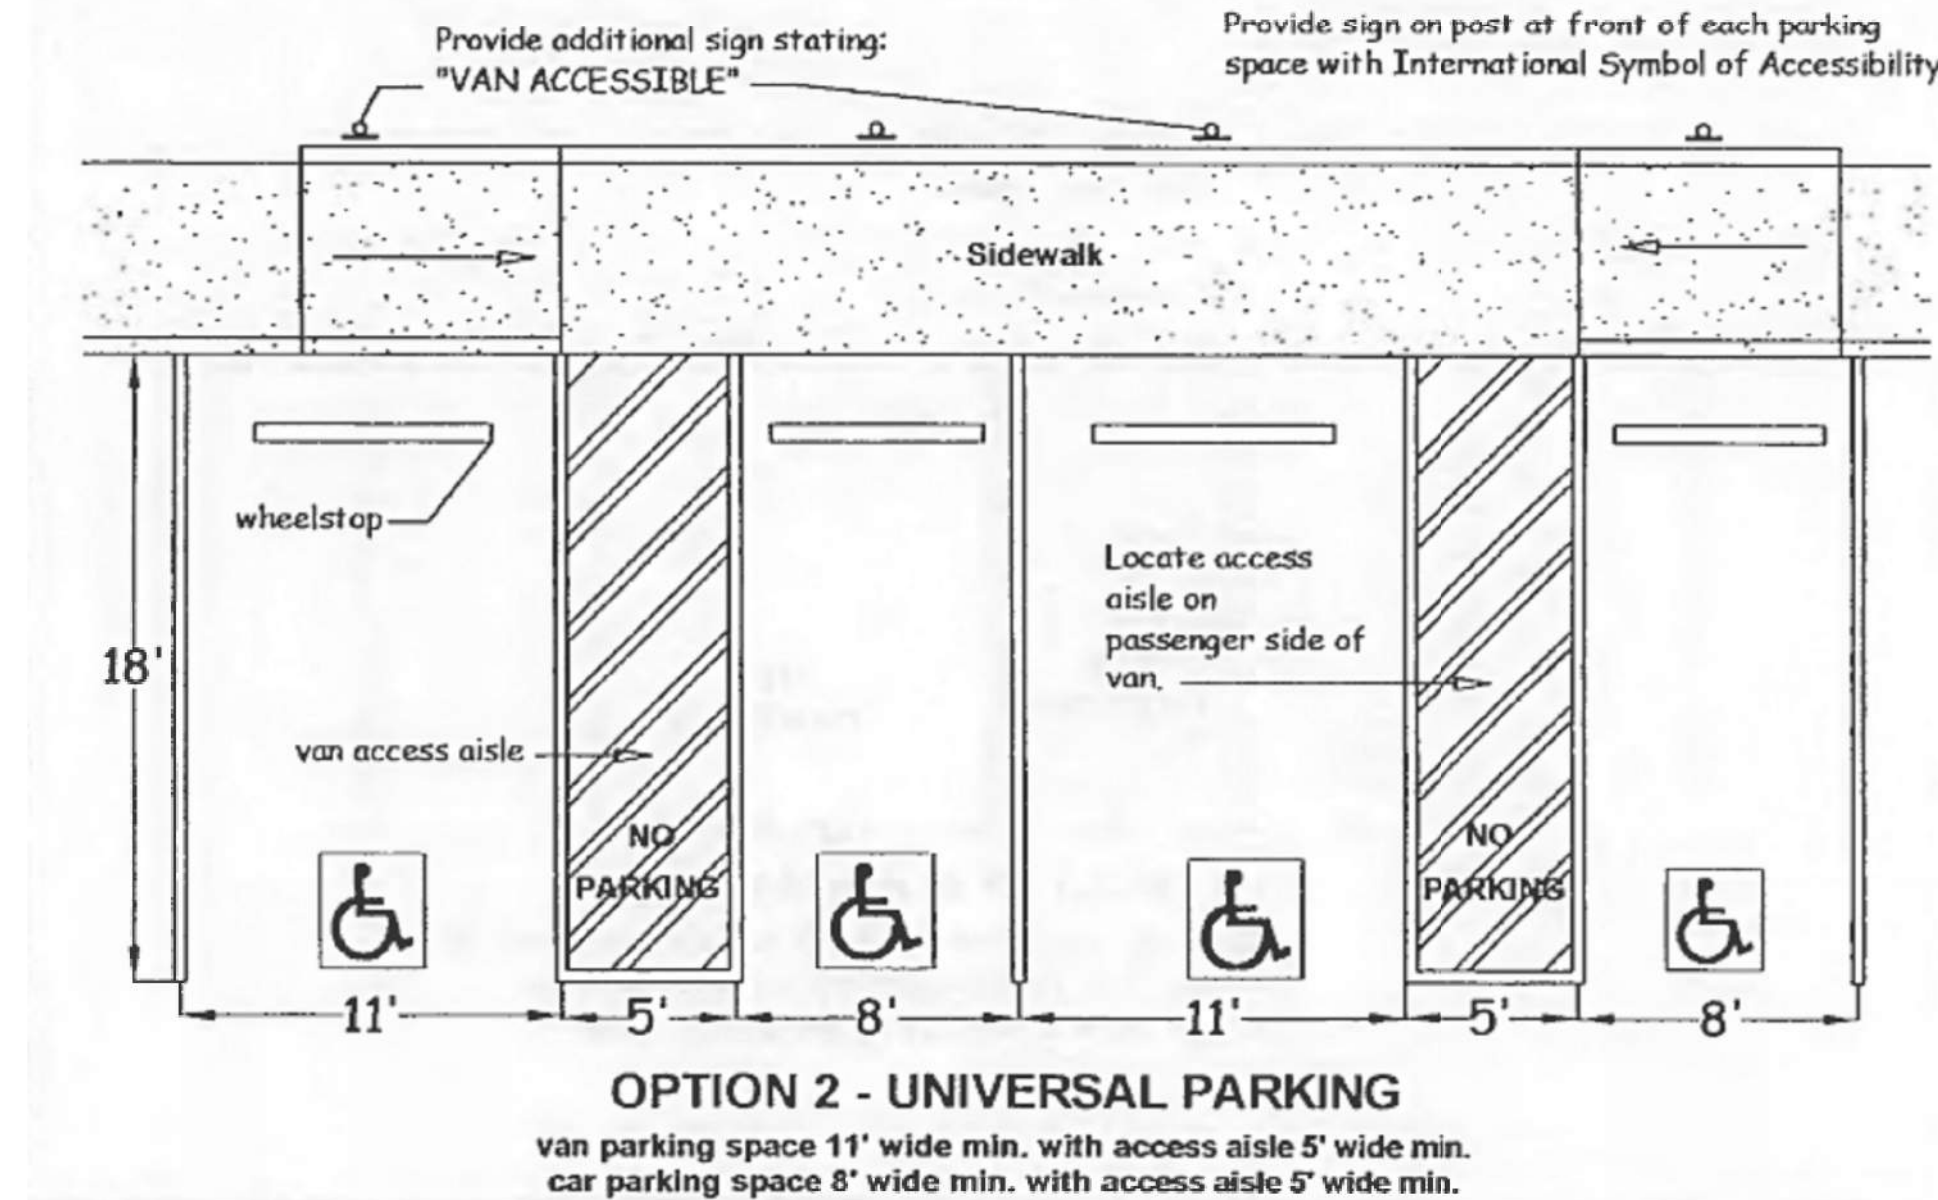 Provide additional sign stating:
"VAN ACCESSIBLE"
Provide sign on post at front of each parking
space with International Symbol of Accessibility
Sidewalk
wheelstop
18'
Locate access
aisle on
passenger side of
van.
van access aisle
NO
PARKING
NO
PARKING
11'
5'
8'
11'
5'
8'
OPTION 2 - UNIVERSAL PARKING
van parking space 11' wide min. with access aisle 5' wide min.
car parking space 8' wide min. with access aisle 5' wide min.